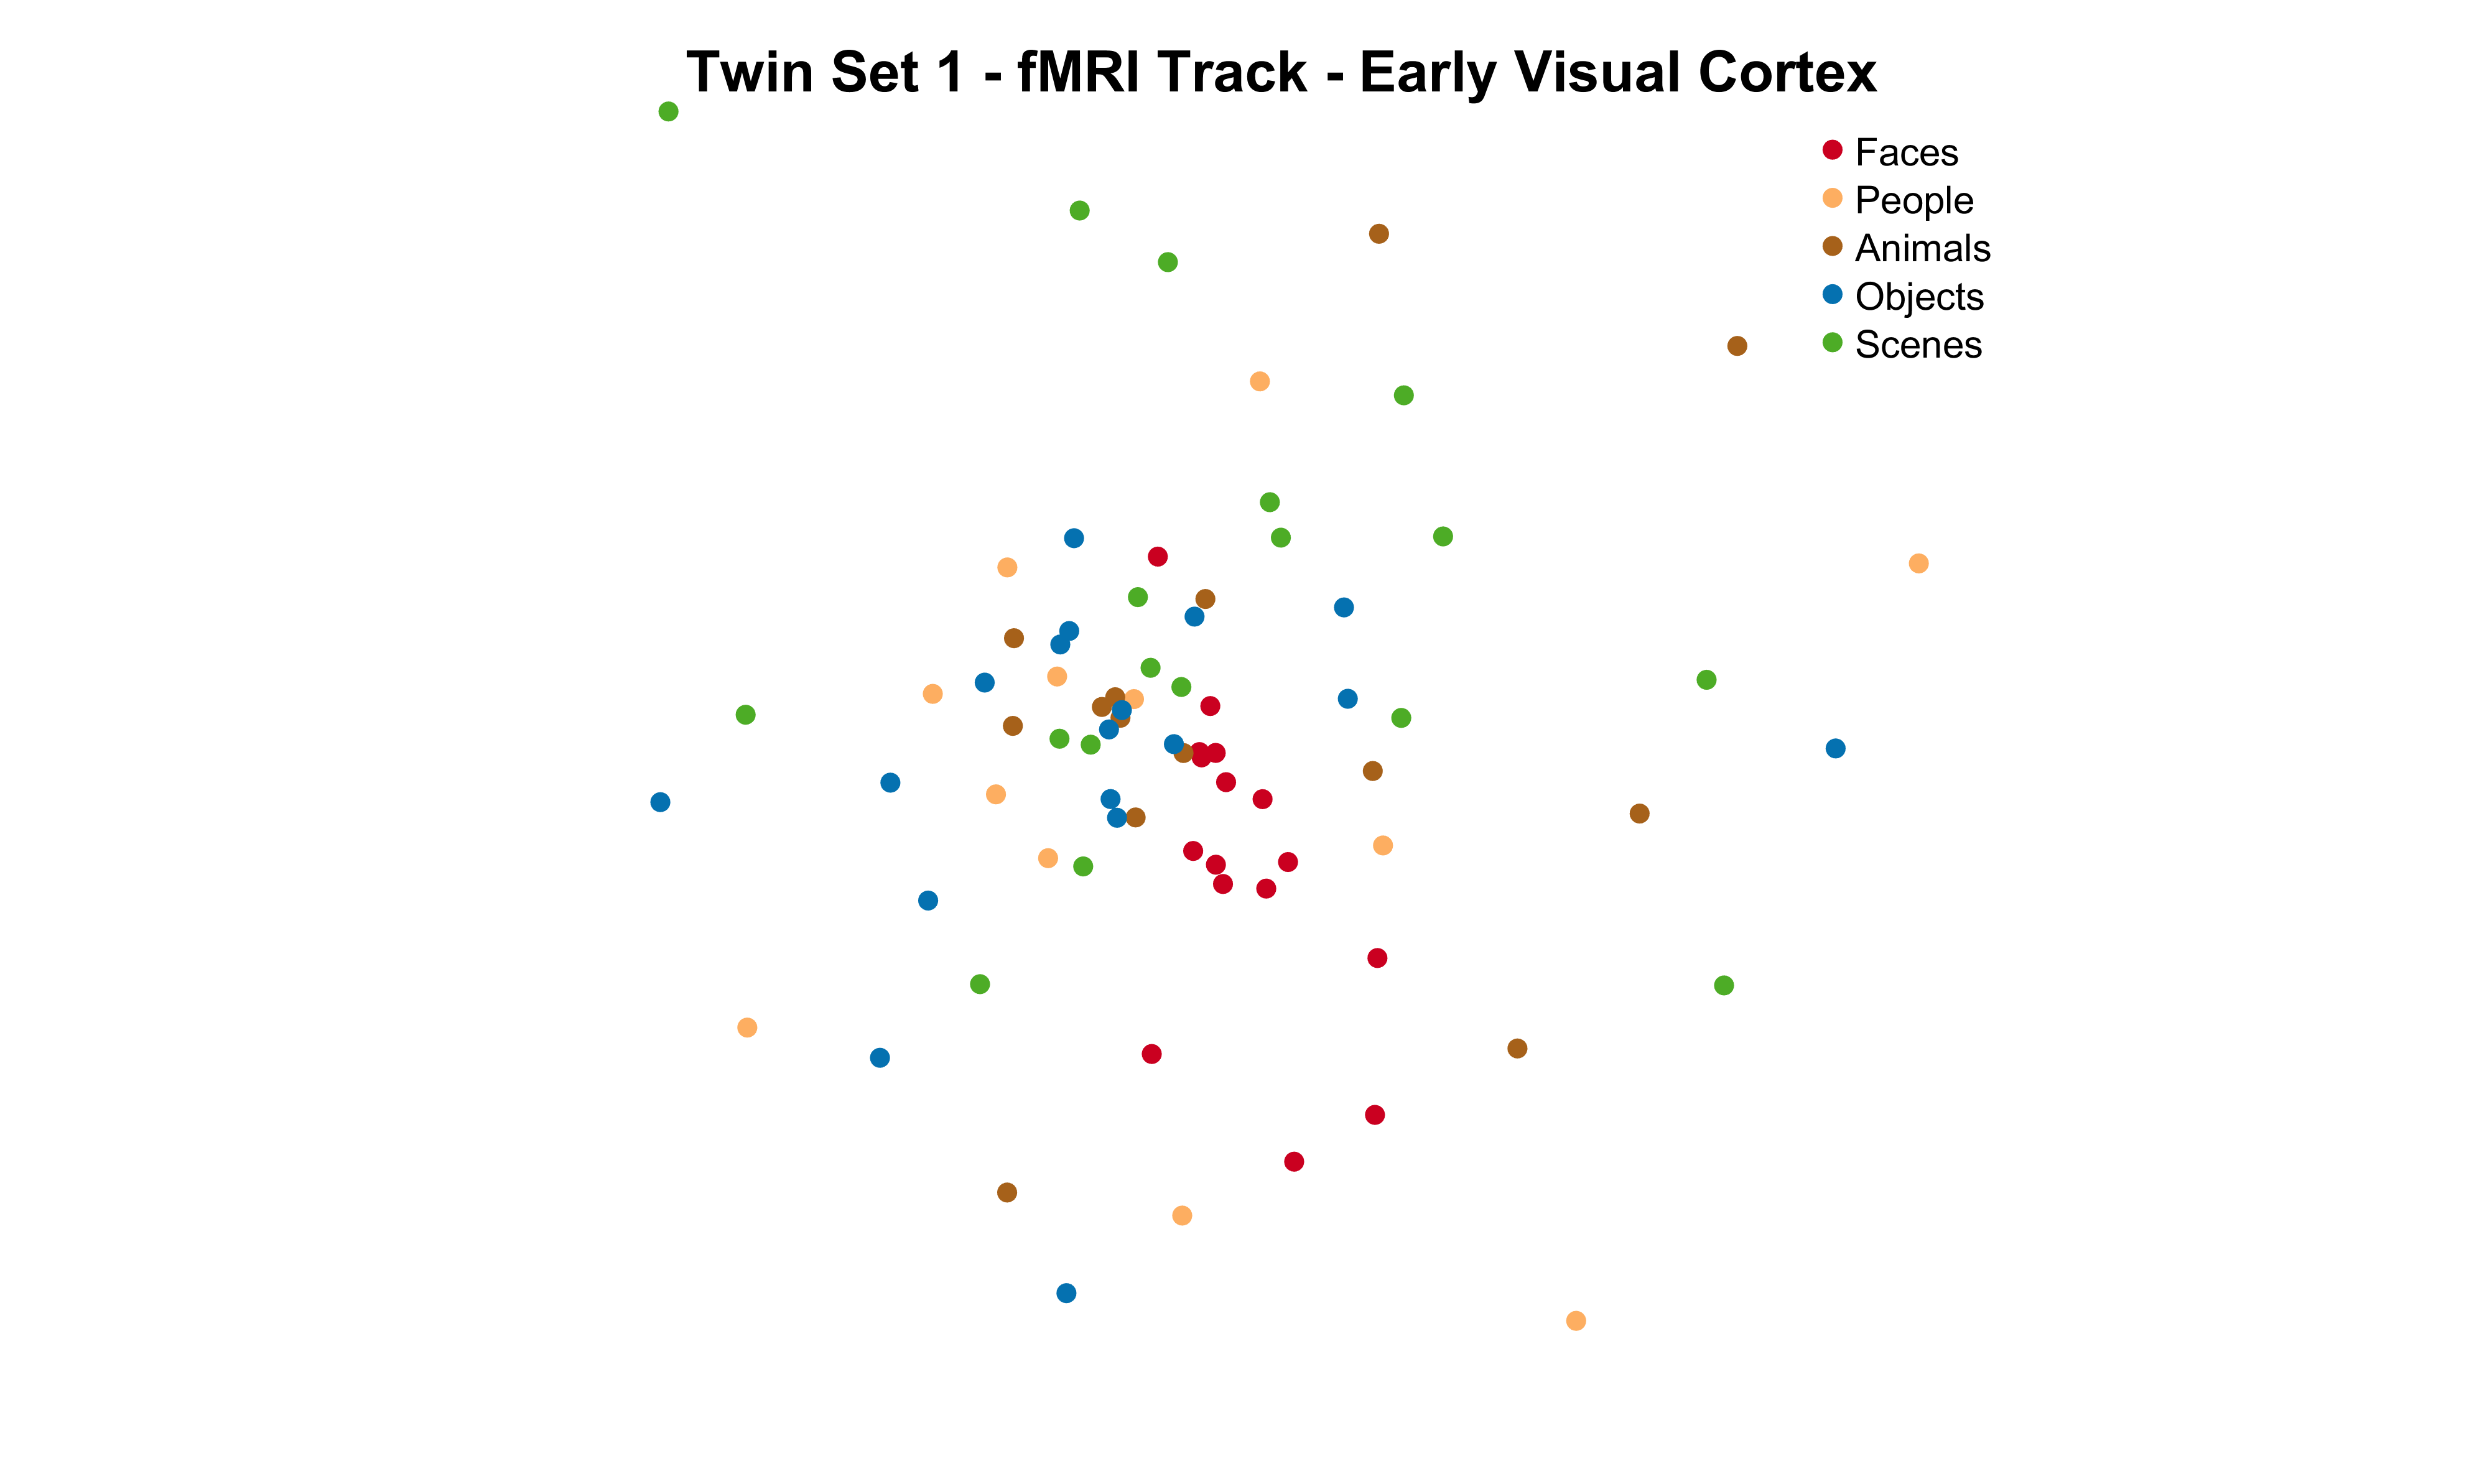 Twin Set 1 - fMRI Track - Early Visual Cortex
Faces
People
Animals
Objects
Scenes